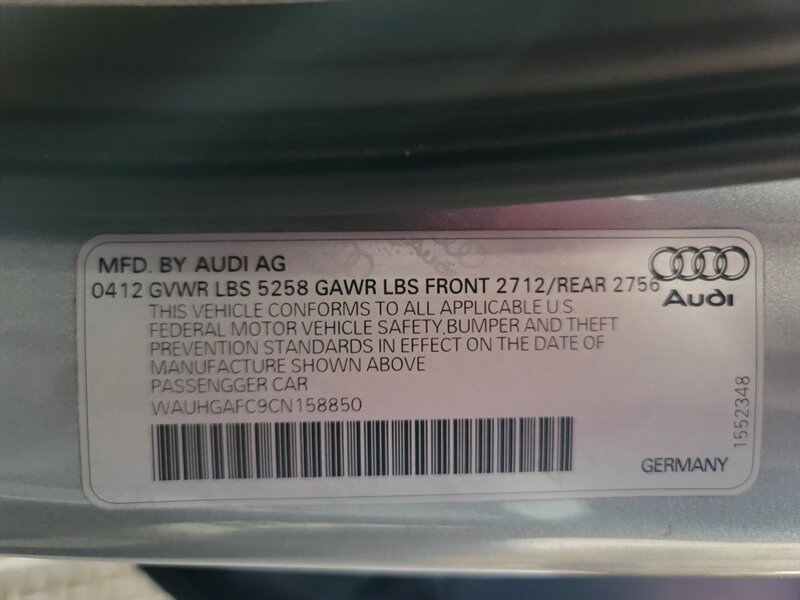 MFD. BY AUDI AG
0412 GVWR LBS 5258 GAWR LBS FRONT 2712/REAR 2756
Audi
THIS VEHICLE CONFORMS TO ALL APPLICABLE U S
FEDERAL MOTOR VEHICLE SAFETY,BUMPER AND THEFT
PREVENTION STANDARDS IN EFFECT ON THE DATE OF
MANUFACTURE SHOWN ABOVE
PASSENGGER CAR
WAUHGAFC9CN158850
GERMANY
1552348